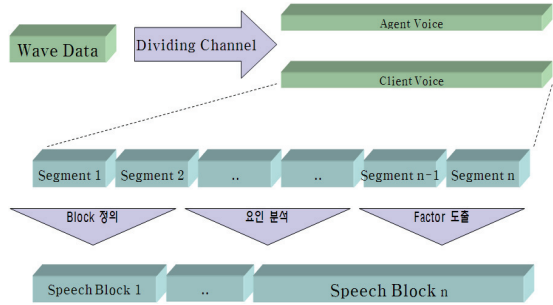 Wave Data
Dividing Channel
Agent Voice
Client Voice
Segment 1 Segment 2 .. .. Segment n-1 Segment n
Block 정의 요인 분석 Factor 도출
Speech Block 1 .. Speech Block n